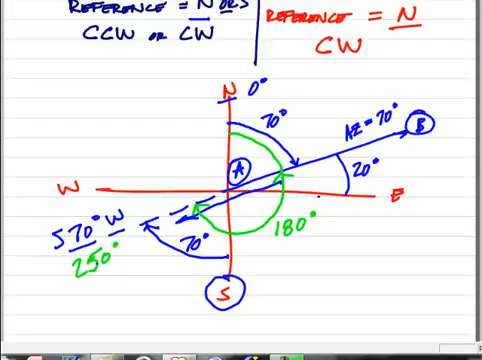 REFERENCE = N OR S
CCW OR CW
REFERENCE = N
CW
N 0°
70°
AZ = 70° B
A
20°
W
E
S 70° W
250°
70°
180°
S